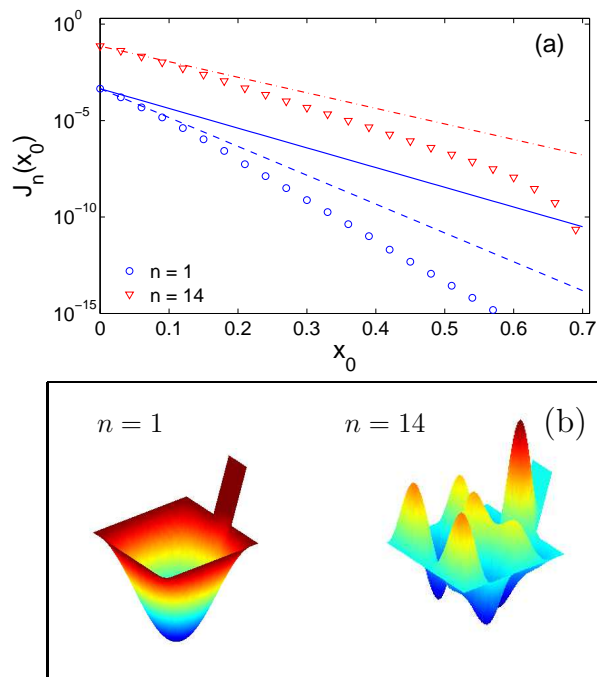 10^0
(a)
10^-5
10^-10
10^-15
J_n(x_0)
n = 1
n = 14
0 0.1 0.2 0.3 0.4 0.5 0.6 0.7
x_0
n = 1 n = 14 (b)